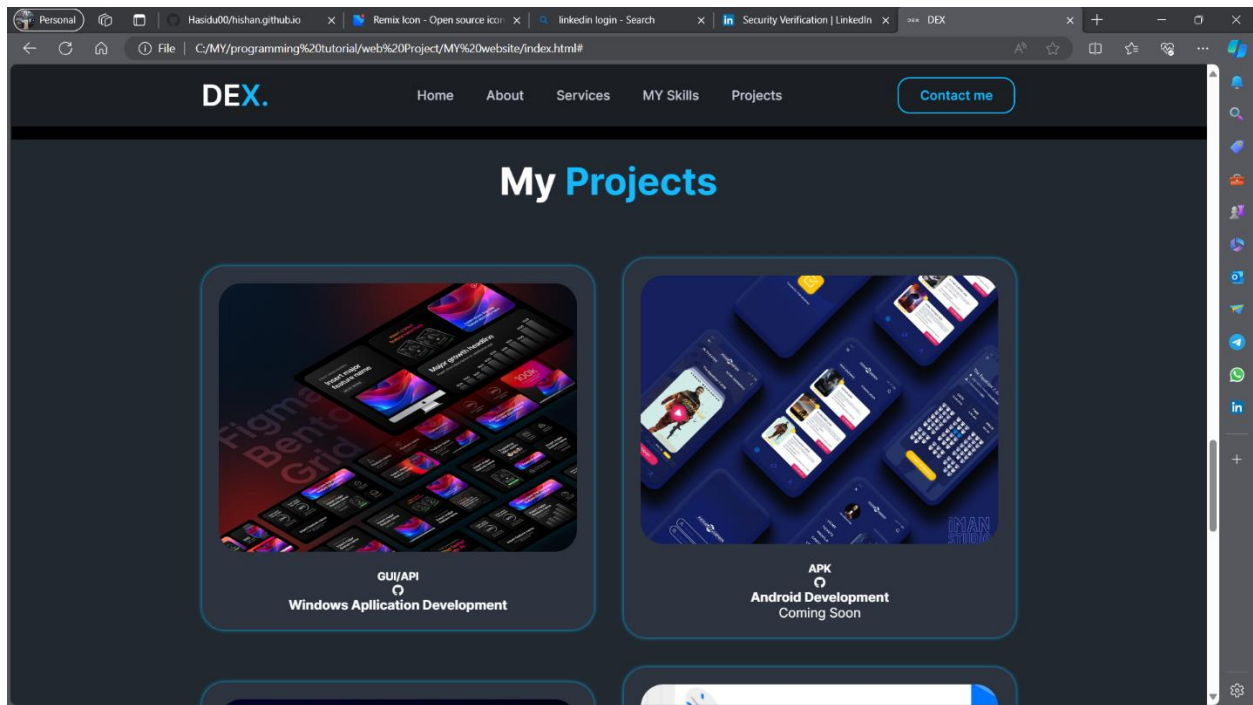 Personal
Hasidu00/hishan.github.io
Remix Icon - Open source icon
linkedin login - Search
Security Verification | LinkedIn
DEX
File
C:/MY/programming%20tutorial/web%20Project/MY%20website/index.html#
DEX.
Home
About
Services
MY Skills
Projects
Contact me
My Projects
Insert major
feature name
Major growth headline
100K
Figma
Bento
Grid
IMAN
STUDIO
GUI/API
Windows Apllication Development
APK
Android Development
Coming Soon